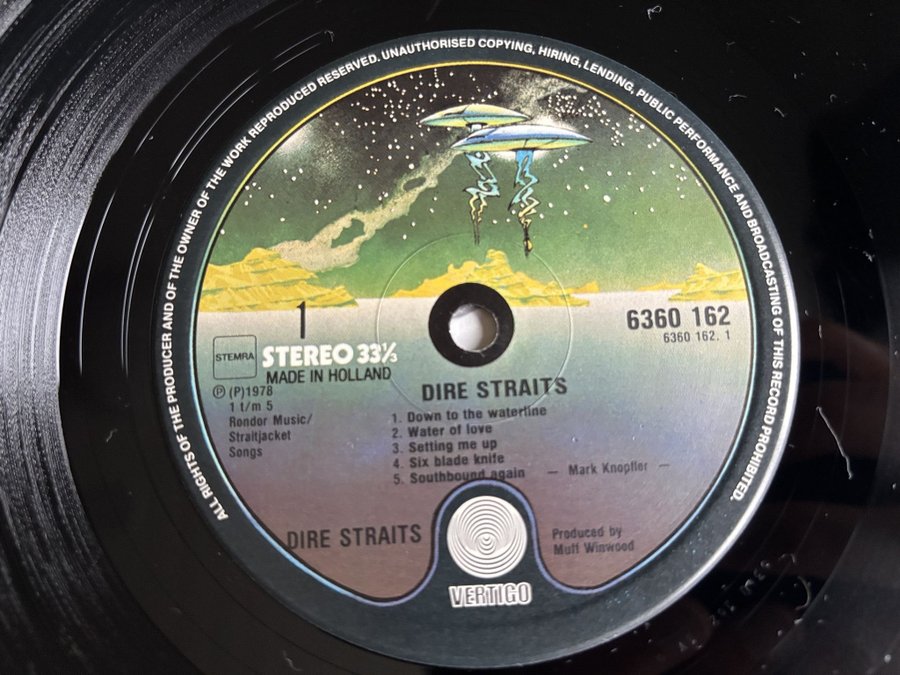 ALL RIGHTS OF THE PRODUCER AND OF THE OWNER OF THE WORK REPRODUCED RESERVED. UNAUTHORISED COPYING, HIRING, LENDING, PUBLIC PERFORMANCE AND BROADCASTING OF THIS RECORD PROHIBITED.
1
6360 162
6360 162. 1
STEMRA
STEREO 33⅓
MADE IN HOLLAND
Ⓟ (P)1978
1 t/m 5
Rondor Music/
Straitjacket
Songs
DIRE STRAITS
1. Down to the waterline
2. Water of love
3. Setting me up
4. Six blade knife
5. Southbound again — Mark Knopfler —
DIRE STRAITS
Produced by
Muff Winwood
VERTIGO